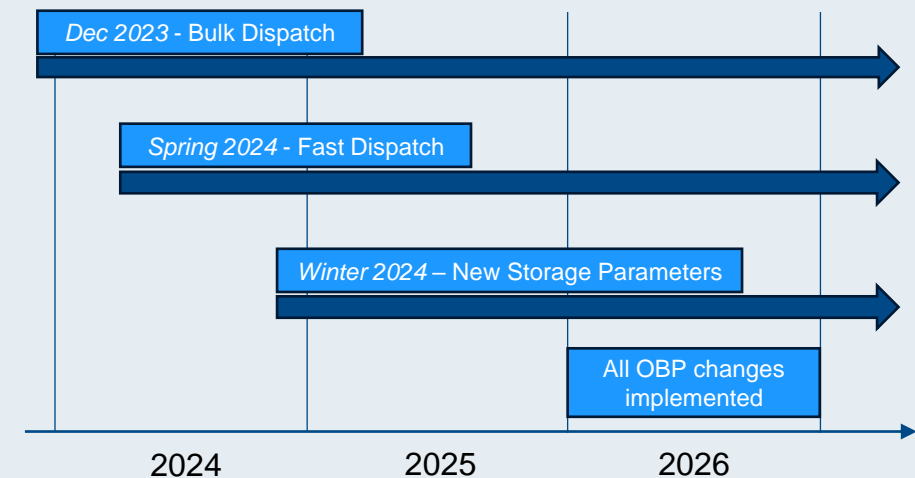 Dec 2023 - Bulk Dispatch
Spring 2024 - Fast Dispatch
Winter 2024 – New Storage Parameters
All OBP changes
implemented
2024 2025 2026